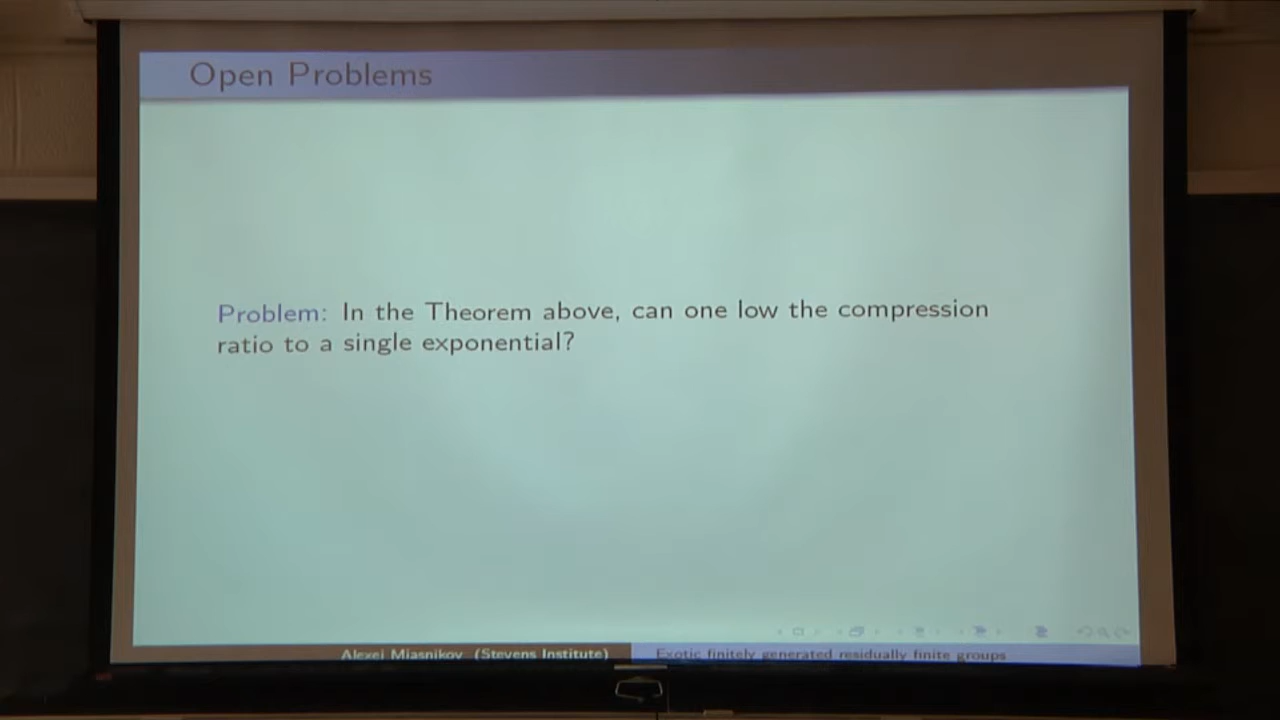 Open Problems
Problem: In the Theorem above, can one low the compression
ratio to a single exponential?
Alexei Miasnikov (Stevens Institute)
Exotic finitely generated residually finite groups